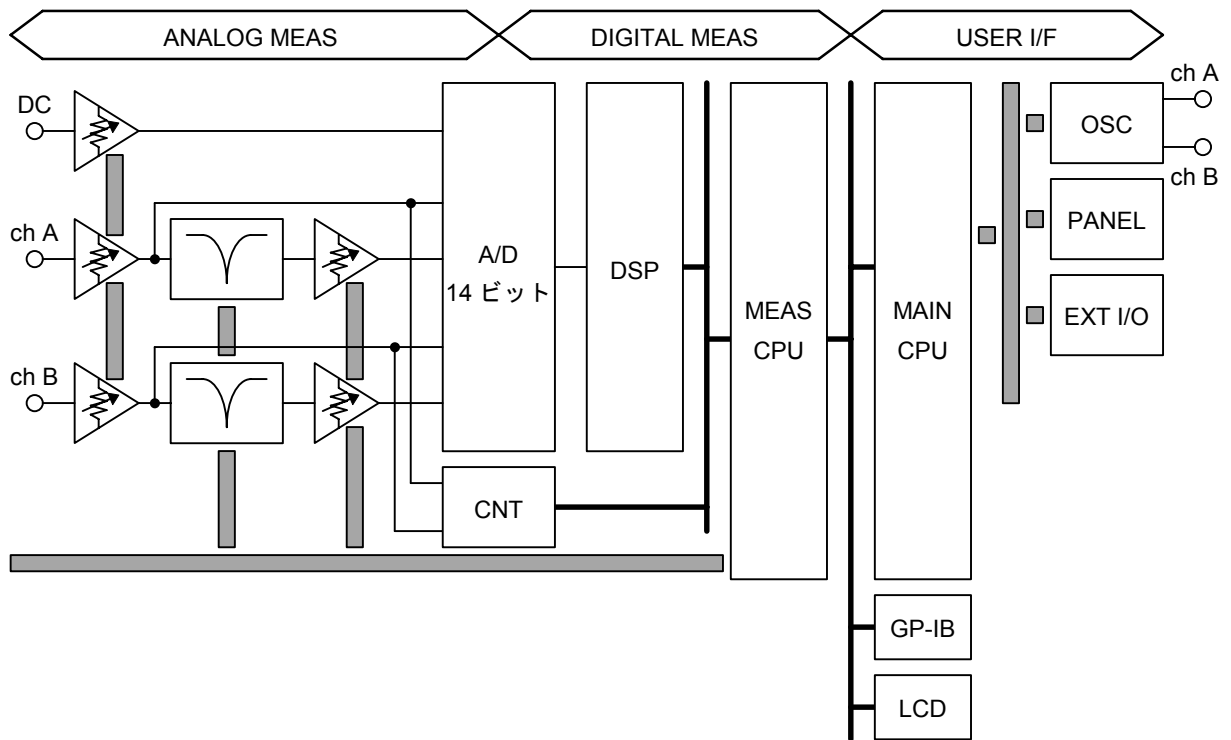 ANALOG MEAS
DIGITAL MEAS
USER I/F
DC
ch A
ch B
A/D
14 ビット
DSP
CNT
MEAS
CPU
MAIN
CPU
GP-IB
LCD
OSC
ch A
ch B
PANEL
EXT I/O